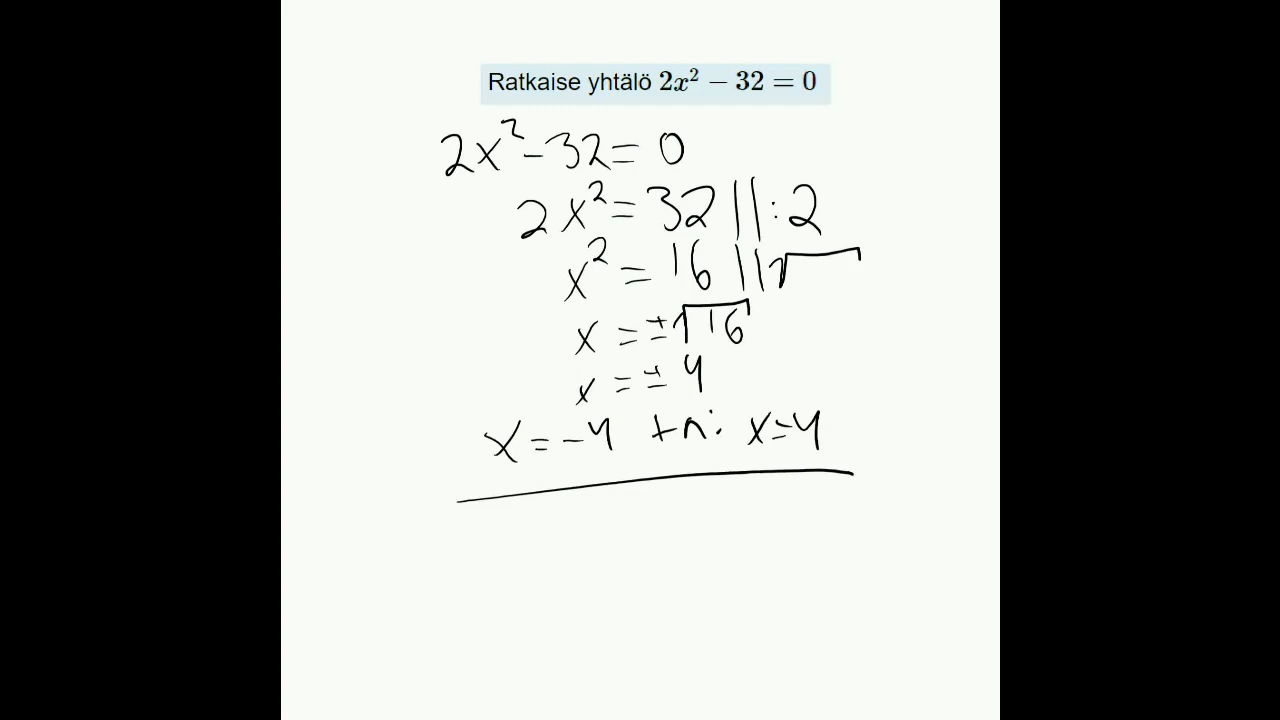 Ratkaise yhtälö 2x² − 32 = 0
2x² - 32 = 0
2x² = 32 || : 2
x² = 16 || √
x = ±√16
x = ± 4
x = -4 tai x = 4